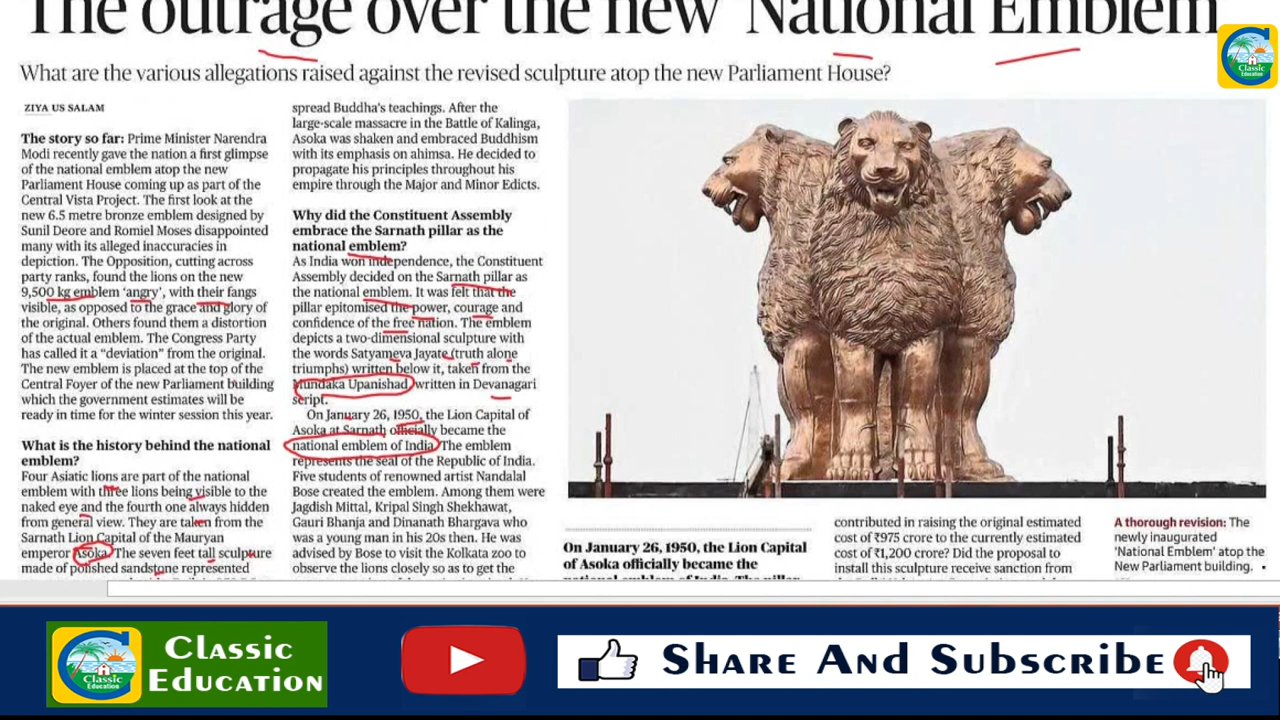 The outrage over the new 'National Emblem'
What are the various allegations raised against the revised sculpture atop the new Parliament House?
Classic
Education
ZIYA US SALAM
The story so far: Prime Minister Narendra
Modi recently gave the nation a first glimpse
of the national emblem atop the new
Parliament House coming up as part of the
Central Vista Project. The first look at the
new 6.5 metre bronze emblem designed by
Sunil Deore and Romiel Moses disappointed
many with its alleged inaccuracies in
depiction. The Opposition, cutting across
party ranks, found the lions on the new
9,500 kg emblem 'angry', with their fangs
visible, as opposed to the grace and glory of
the original. Others found them a distortion
of the actual emblem. The Congress Party
has called it a “deviation” from the original.
The new emblem is placed at the top of the
Central Foyer of the new Parliament building
which the government estimates will be
ready in time for the winter session this year.
What is the history behind the national
emblem?
Four Asiatic lions are part of the national
emblem with three lions being visible to the
naked eye and the fourth one always hidden
from general view. They are taken from the
Sarnath Lion Capital of the Mauryan
emperor Asoka. The seven feet tall sculpture
made of polished sandstone represented
spread Buddha's teachings. After the
large-scale massacre in the Battle of Kalinga,
Asoka was shaken and embraced Buddhism
with its emphasis on ahimsa. He decided to
propagate his principles throughout his
empire through the Major and Minor Edicts.
Why did the Constituent Assembly
embrace the Sarnath pillar as the
national emblem?
As India won independence, the Constituent
Assembly decided on the Sarnath pillar as
the national emblem. It was felt that the
pillar epitomised the power, courage and
confidence of the free nation. The emblem
depicts a two-dimensional sculpture with
the words Satyameva Jayate (truth alone
triumphs) written below it, taken from the
Mundaka Upanishad, written in Devanagari
script.
On January 26, 1950, the Lion Capital of
Asoka at Sarnath officially became the
national emblem of India. The emblem
represents the seal of the Republic of India.
Five students of renowned artist Nandalal
Bose created the emblem. Among them were
Jagdish Mittal, Kripal Singh Shekhawat,
Gauri Bhanja and Dinanath Bhargava who
was a young man in his 20s then. He was
advised by Bose to visit the Kolkata zoo to
observe the lions closely so as to get the
On January 26, 1950, the Lion Capital
of Asoka officially became the
national emblem of India. The pillar
contributed in raising the original estimated
cost of ₹975 crore to the currently estimated
cost of ₹1,200 crore? Did the proposal to
install this sculpture receive sanction from
A thorough revision: The
newly inaugurated
'National Emblem' atop the
New Parliament building.
Classic
Education
Classic
Education
Share And Subscribe